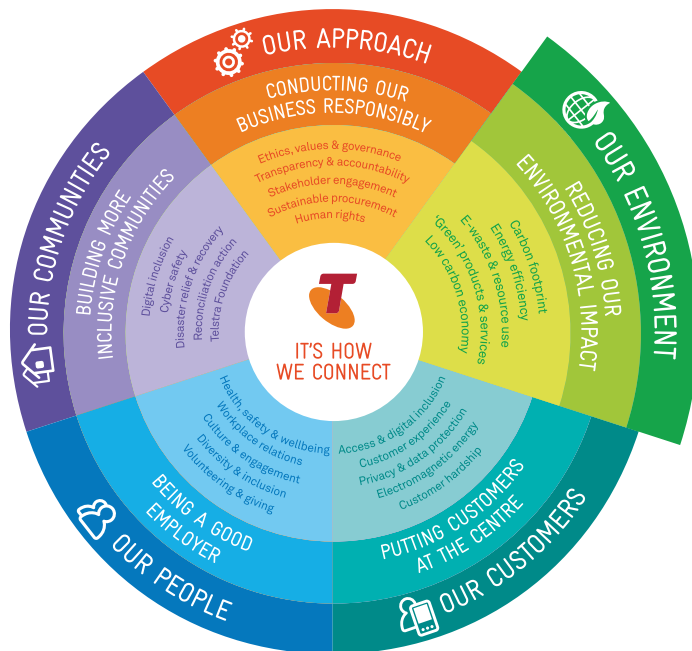 OUR APPROACH
CONDUCTING OUR
BUSINESS RESPONSIBLY
Ethics, values & governance
Transparency & accountability
Stakeholder engagement
Sustainable procurement
Human rights
OUR ENVIRONMENT
REDUCING OUR
ENVIRONMENTAL IMPACT
Carbon footprint
Energy efficiency
E-waste & resource use
'Green' products & services
Low carbon economy
OUR CUSTOMERS
PUTTING CUSTOMERS
AT THE CENTRE
Access & digital inclusion
Customer experience
Privacy & data protection
Electromagnetic energy
Customer hardship
OUR PEOPLE
BEING A GOOD
EMPLOYER
Health, safety & wellbeing
Workplace relations
Culture & engagement
Diversity & inclusion
Volunteering & giving
OUR COMMUNITIES
BUILDING MORE
INCLUSIVE COMMUNITIES
Digital inclusion
Cyber safety
Disaster relief & recovery
Reconciliation action
Telstra Foundation
T
IT'S HOW
WE CONNECT